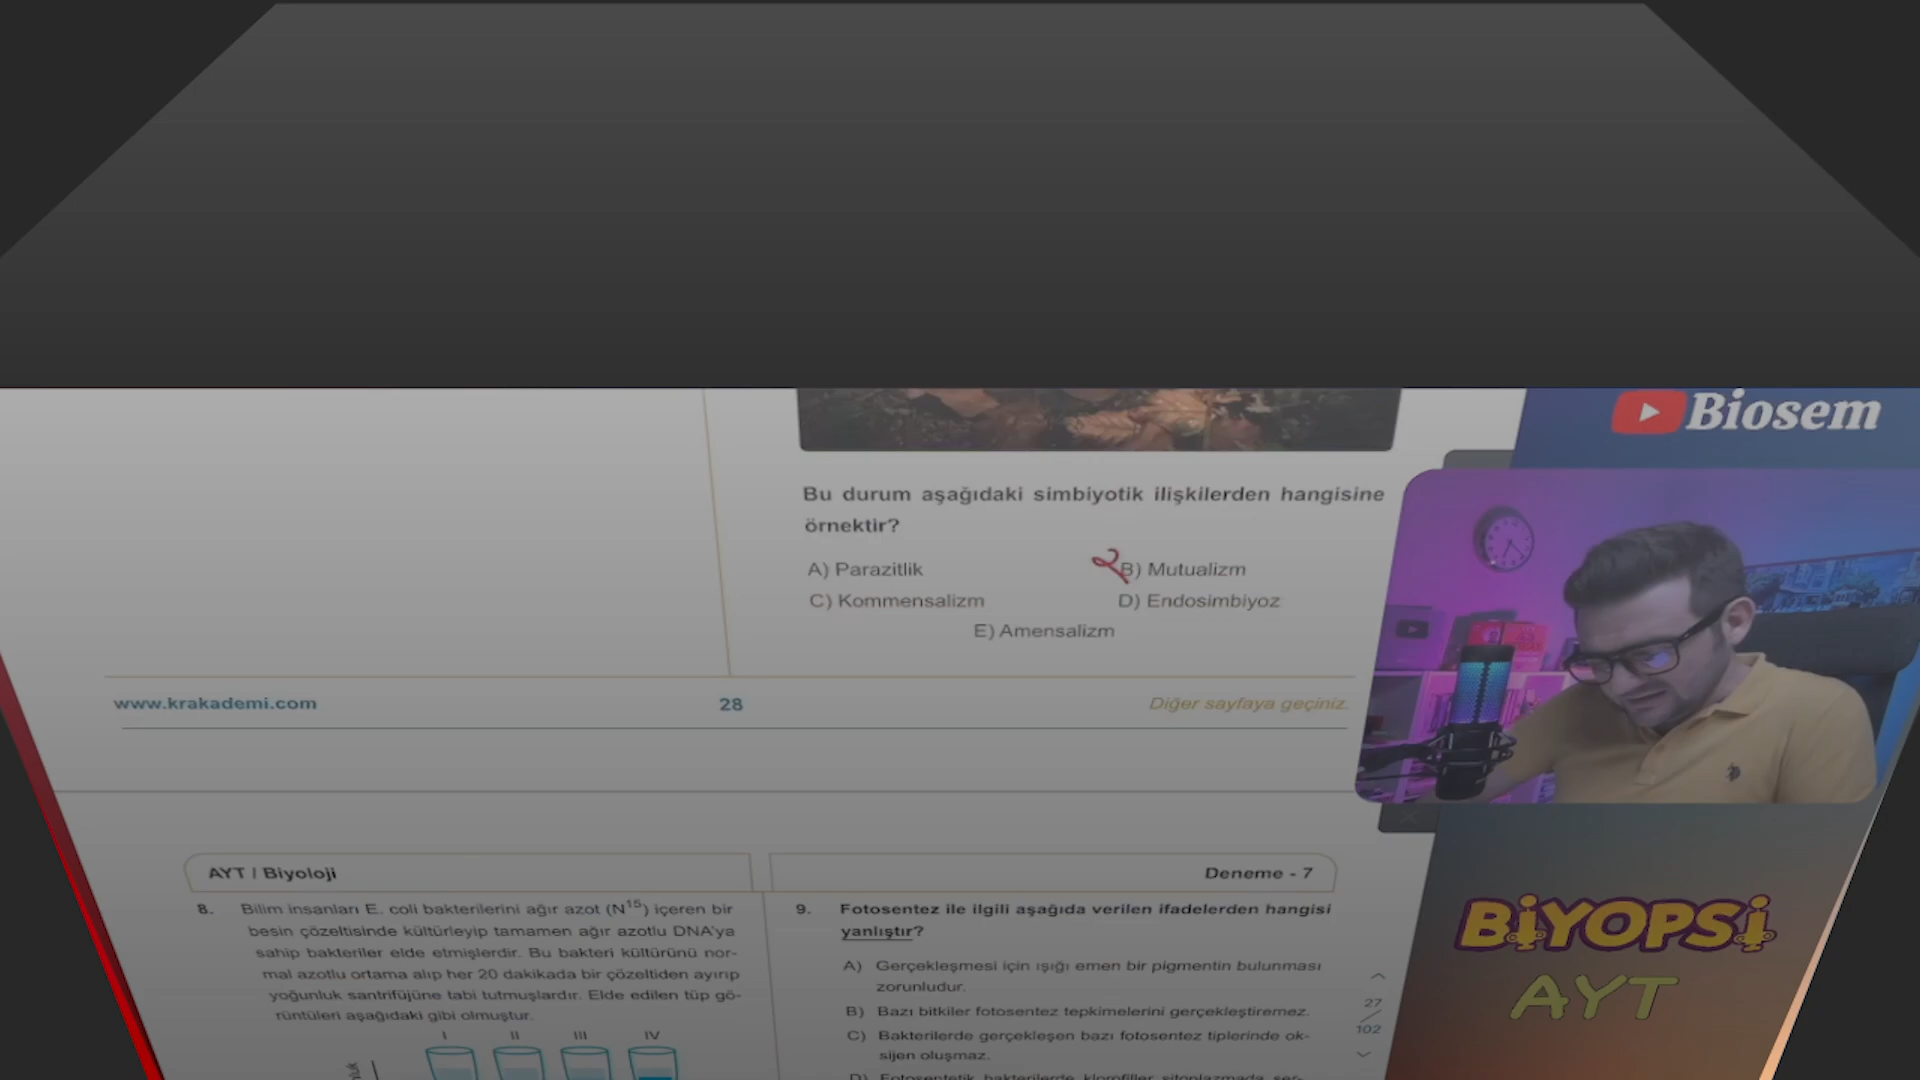 Biosem
Bu durum aşağıdaki simbiyotik ilişkilerden hangisine
örnektir?
A) Parazitlik
B) Mutualizm
C) Kommensalizm
D) Endosimbiyoz
E) Amensalizm
www.krakademi.com
28
Diğer sayfaya geçiniz.
AYT / Biyoloji
Deneme - 7
8. Bilim insanları E. coli bakterilerini ağır azot (N15) içeren bir
besin çözeltisinde kültürleyip tamamen ağır azotlu DNA'ya
sahip bakteriler elde etmişlerdir. Bu bakteri kültürünü nor-
mal azotlu ortama alıp her 20 dakikada bir çözeltiden ayırıp
yoğunluk santrifüjüne tabi tutmuşlardır. Elde edilen tüp gö-
rüntüleri aşağıdaki gibi olmuştur.
I II III IV
9. Fotosentez ile ilgili aşağıda verilen ifadelerden hangisi
yanlıştır?
A) Gerçekleşmesi için ışığı emen bir pigmentin bulunması
zorunludur.
B) Bazı bitkiler fotosentez tepkimelerini gerçekleştiremez.
C) Bakterilerde gerçekleşen bazı fotosentez tiplerinde ok-
sijen oluşmaz.
D) Fotosentetik bakterilerde klorofiller sitoplazmada ser-
27
102
BİYOPSİ
AYT